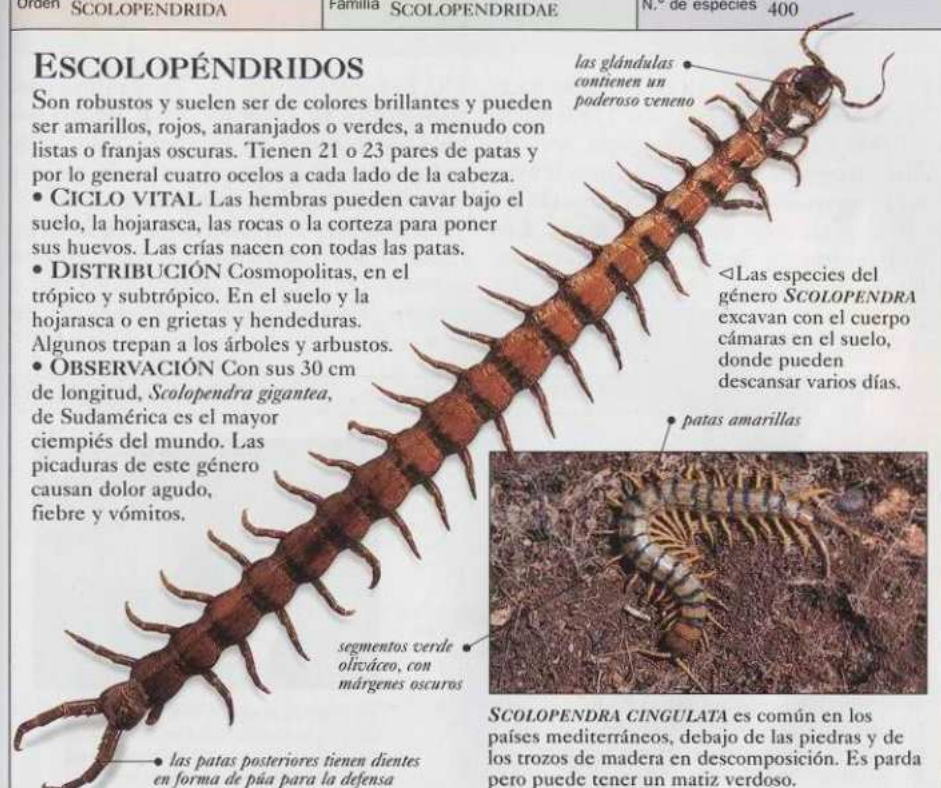 Orden SCOLOPENDRIDA
Familia SCOLOPENDRIDAE
N.° de especies 400
ESCOLOPÉNDRIDOS
Son robustos y suelen ser de colores brillantes y pueden
ser amarillos, rojos, anaranjados o verdes, a menudo con
listas o franjas oscuras. Tienen 21 o 23 pares de patas y
por lo general cuatro ocelos a cada lado de la cabeza.
• CICLO VITAL Las hembras pueden cavar bajo el
suelo, la hojarasca, las rocas o la corteza para poner
sus huevos. Las crías nacen con todas las patas.
• DISTRIBUCIÓN Cosmopolitas, en el
trópico y subtrópico. En el suelo y la
hojarasca o en grietas y hendeduras.
Algunos trepan a los árboles y arbustos.
• OBSERVACIÓN Con sus 30 cm
de longitud, Scolopendra gigantea,
de Sudamérica es el mayor
ciempiés del mundo. Las
picaduras de este género
causan dolor agudo,
fiebre y vómitos.
las glándulas
contienen un
poderoso veneno
◁Las especies del
género SCOLOPENDRA
excavan con el cuerpo
cámaras en el suelo,
donde pueden
descansar varios días.
patas amarillas
segmentos verde
oliváceo, con
márgenes oscuros
las patas posteriores tienen dientes
en forma de púa para la defensa
SCOLOPENDRA CINGULATA es común en los
países mediterráneos, debajo de las piedras y de
los trozos de madera en descomposición. Es parda
pero puede tener un matiz verdoso.